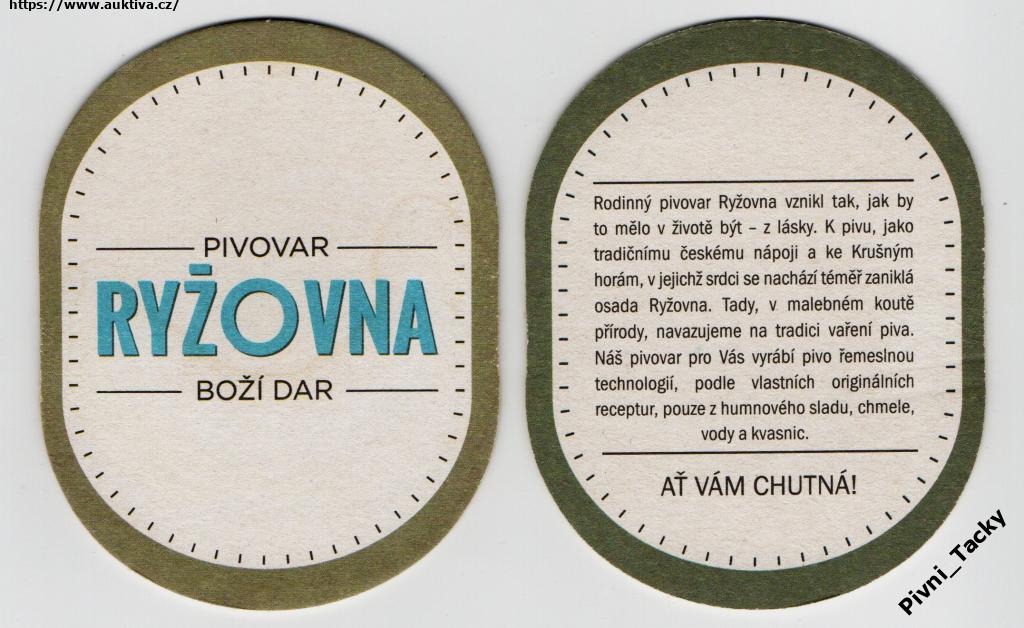 https://www.auktiva.cz/
PIVOVAR
RYŽOVNA
BOŽÍ DAR
Rodinný pivovar Ryžovna vznikl tak, jak by
to mělo v životě být – z lásky. K pivu, jako
tradičnímu českému nápoji a ke Krušným
horám, v jejichž srdci se nachází téměř zaniklá
osada Ryžovna. Tady, v malebném koutě
přírody, navazujeme na tradici vaření piva.
Náš pivovar pro Vás vyrábí pivo řemeslnou
technologií, podle vlastních originálních
receptur, pouze z humnového sladu, chmele,
vody a kvasnic.
AŤ VÁM CHUTNÁ!
Pivni_Tacky